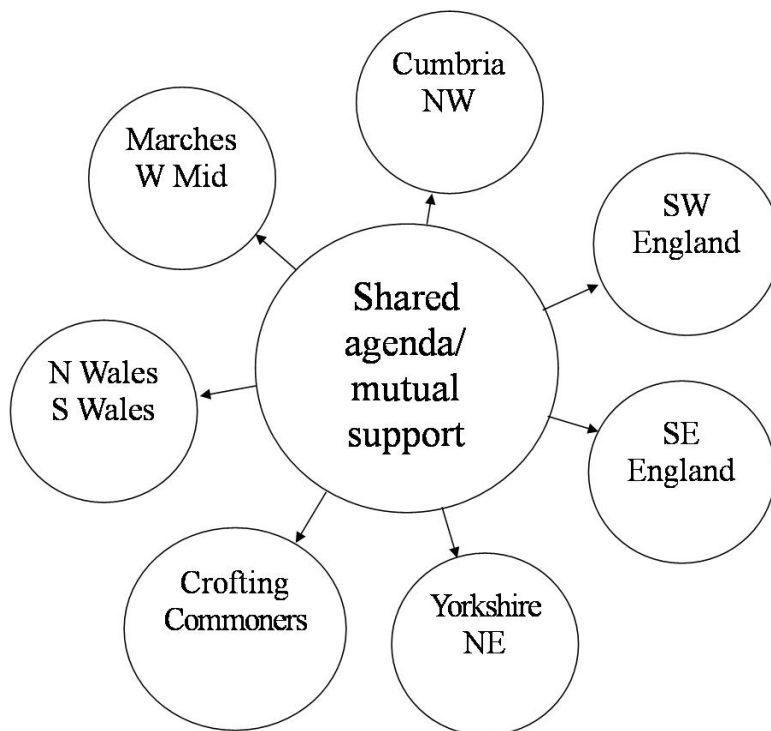 Cumbria
NW
Marches
W Mid
SW
England
Shared
agenda/
mutual
support
N Wales
S Wales
SE
England
Crofting
Commoners
Yorkshire
NE